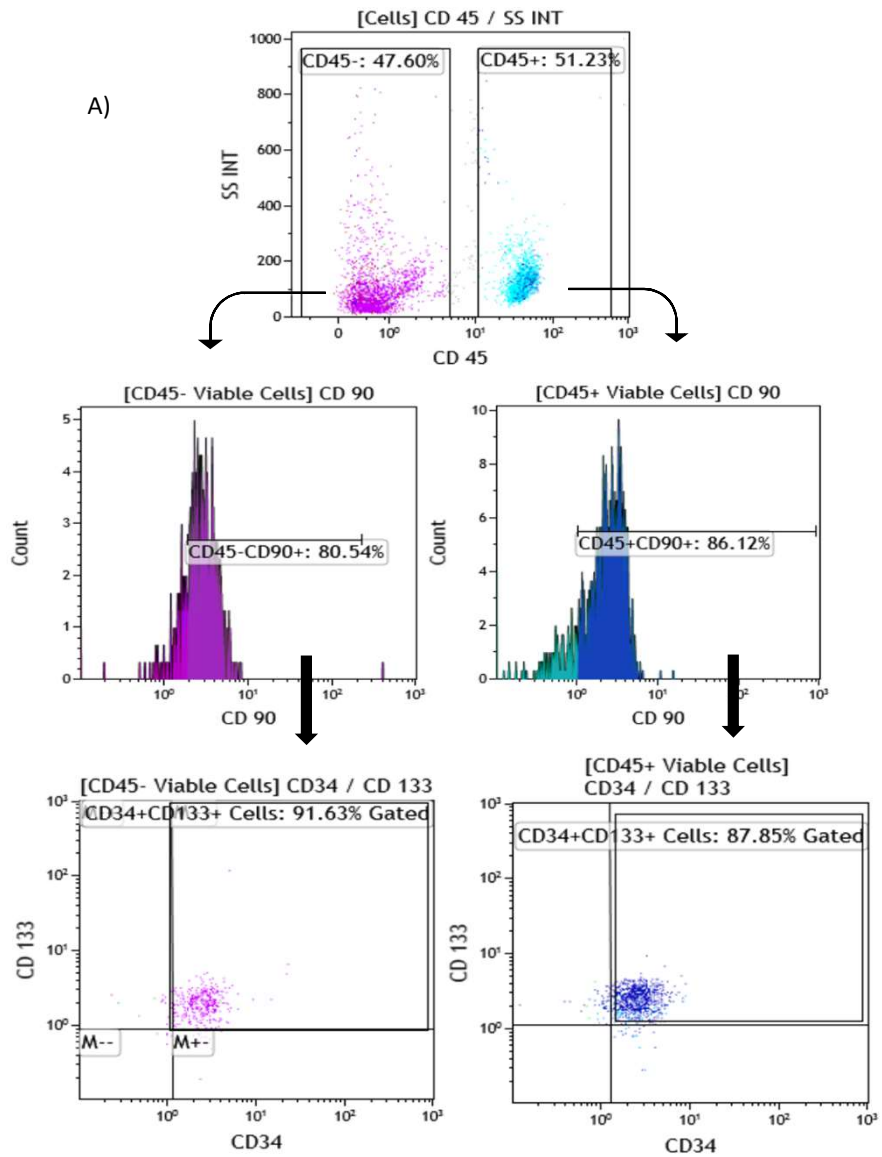 [Cells] CD 45 / SS INT
A)
1000
800
600
400
200
0
SS INT
CD45-: 47.60%
CD45+: 51.23%
0 10⁰ 10¹ 10² 10³
CD 45
[CD45- Viable Cells] CD 90
5
4
3
2
1
0
Count
CD45-CD90+: 80.54%
10⁰ 10¹ 10² 10³
CD 90
[CD45+ Viable Cells] CD 90
10
8
6
4
2
0
Count
CD45+CD90+: 86.12%
10⁰ 10¹ 10² 10³
CD 90
[CD45- Viable Cells] CD34 / CD 133
10³
10²
10¹
10⁰
CD 133
CD34+CD133+ Cells: 91.63% Gated
M--
M+-
10⁰ 10¹ 10² 10³
CD34
[CD45+ Viable Cells]
CD34 / CD 133
10³
10²
10¹
10⁰
CD 133
CD34+CD133+ Cells: 87.85% Gated
10⁰ 10¹ 10² 10³
CD34